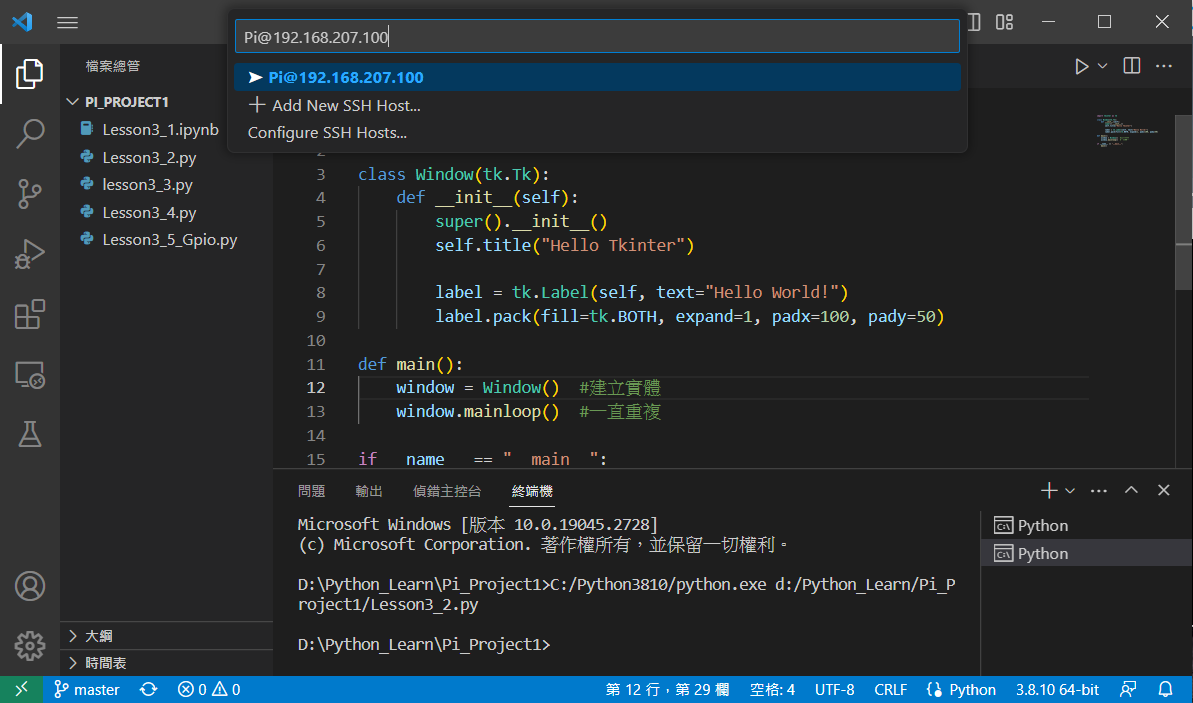 Pi@192.168.207.100
Pi@192.168.207.100
Add New SSH Host...
Configure SSH Hosts...
檔案總管
PI_PROJECT1
Lesson3_1.ipynb
Lesson3_2.py
lesson3_3.py
Lesson3_4.py
Lesson3_5_Gpio.py
大綱
時間表
2
3 class Window(tk.Tk):
4 def __init__(self):
5 super().__init__()
6 self.title("Hello Tkinter")
7
8 label = tk.Label(self, text="Hello World!")
9 label.pack(fill=tk.BOTH, expand=1, padx=100, pady=50)
10
11 def main():
12 window = Window() #建立實體
13 window.mainloop() #一直重複
14
15 if name == " main ":
問題 輸出 偵錯主控台 終端機
Microsoft Windows [版本 10.0.19045.2728]
(c) Microsoft Corporation. 著作權所有，並保留一切權利。
D:\Python_Learn\Pi_Project1>C:/Python3810/python.exe d:/Python_Learn/Pi_P
roject1/Lesson3_2.py
D:\Python_Learn\Pi_Project1>
Python
Python
master 0 0 第 12 行，第 29 欄 空格: 4 UTF-8 CRLF Python 3.8.10 64-bit